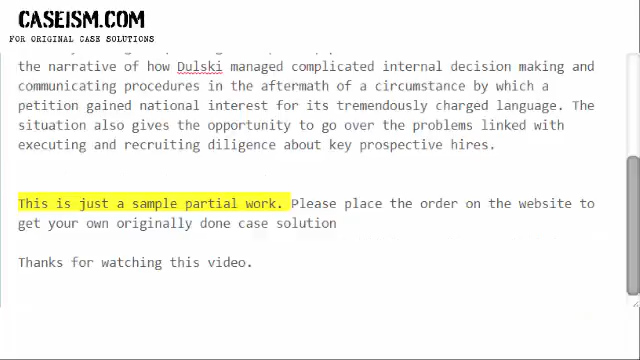 CASEISM.COM
FOR ORIGINAL CASE SOLUTIONS
the narrative of how Dulski managed complicated internal decision making and
communicating procedures in the aftermath of a circumstance by which a
petition gained national interest for its tremendously charged language. The
situation also gives the opportunity to go over the problems linked with
executing and recruiting diligence about key prospective hires.
This is just a sample partial work. Please place the order on the website to
get your own originally done case solution
Thanks for watching this video.